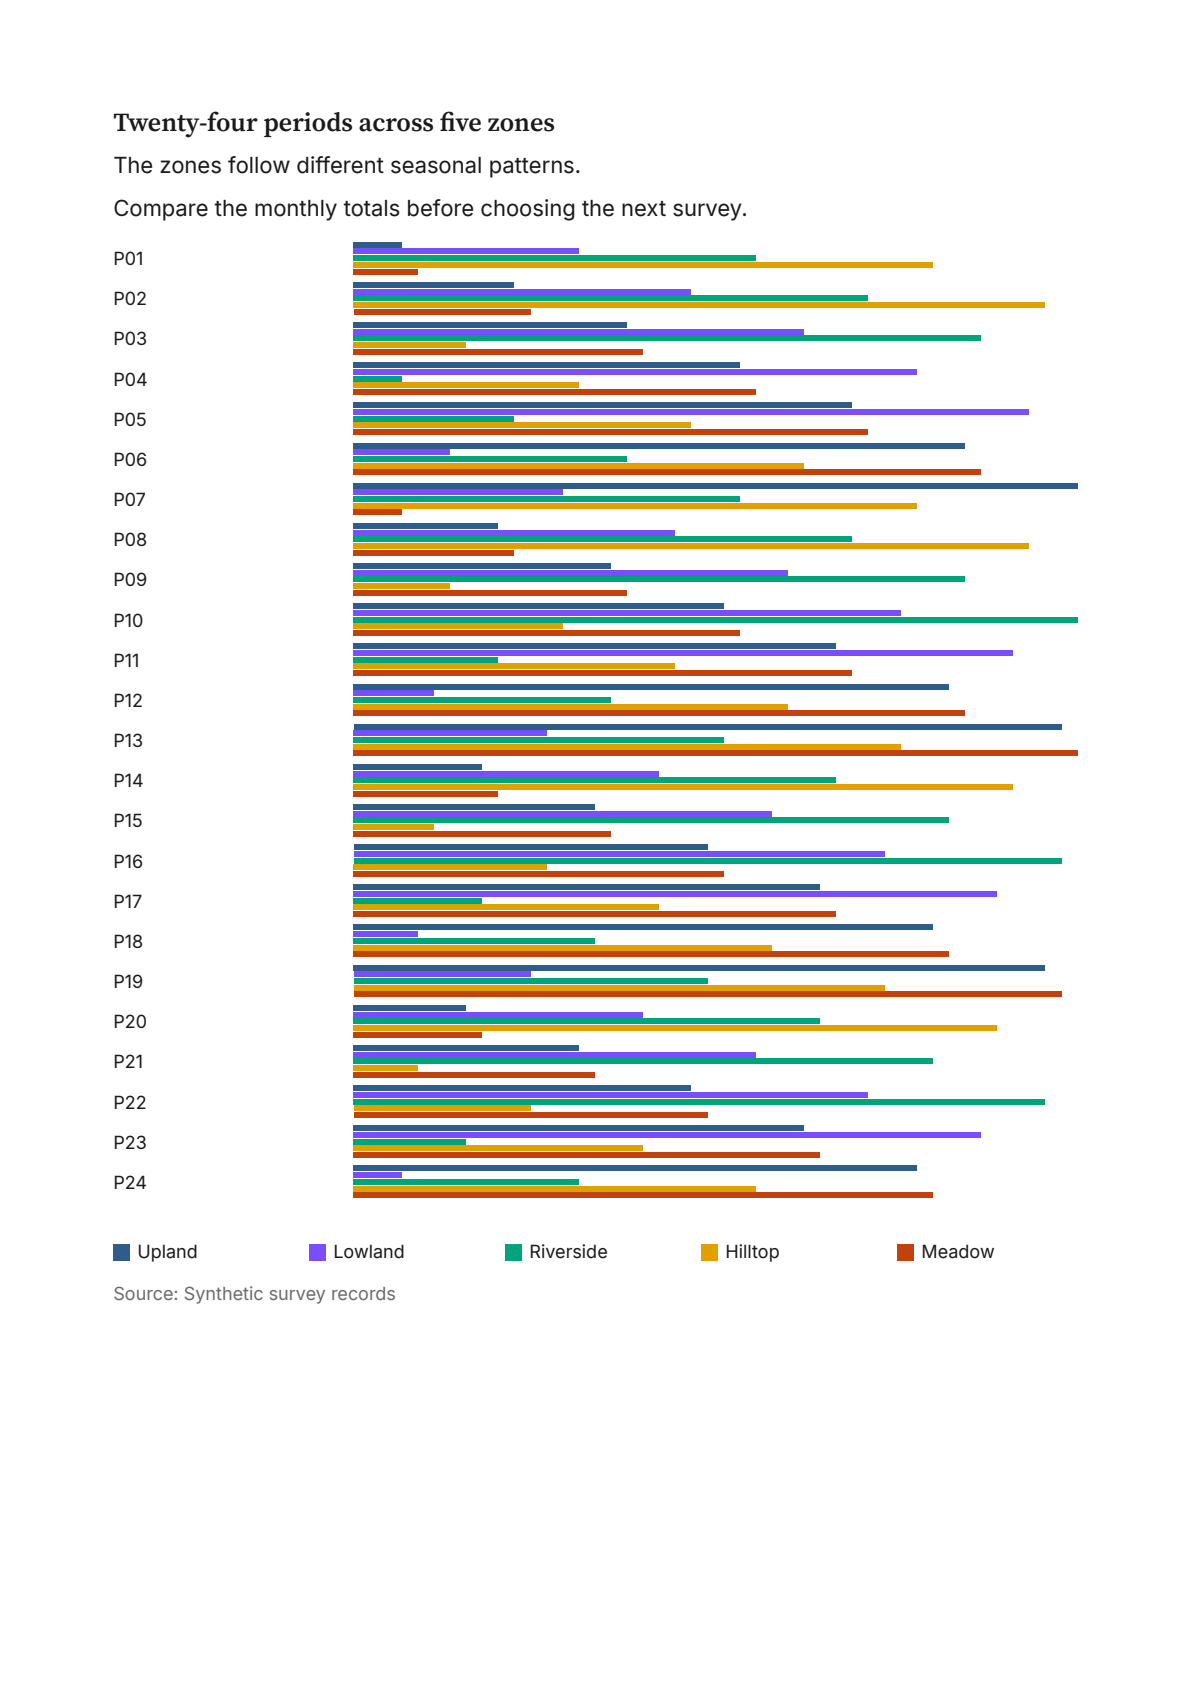 Twenty-four periods across five zones
The zones follow different seasonal patterns.
Compare the monthly totals before choosing the next survey.
P01
P02
P03
P04
P05
P06
P07
P08
P09
P10
P11
P12
P13
P14
P15
P16
P17
P18
P19
P20
P21
P22
P23
P24
Upland Lowland Riverside Hilltop Meadow
Source: Synthetic survey records